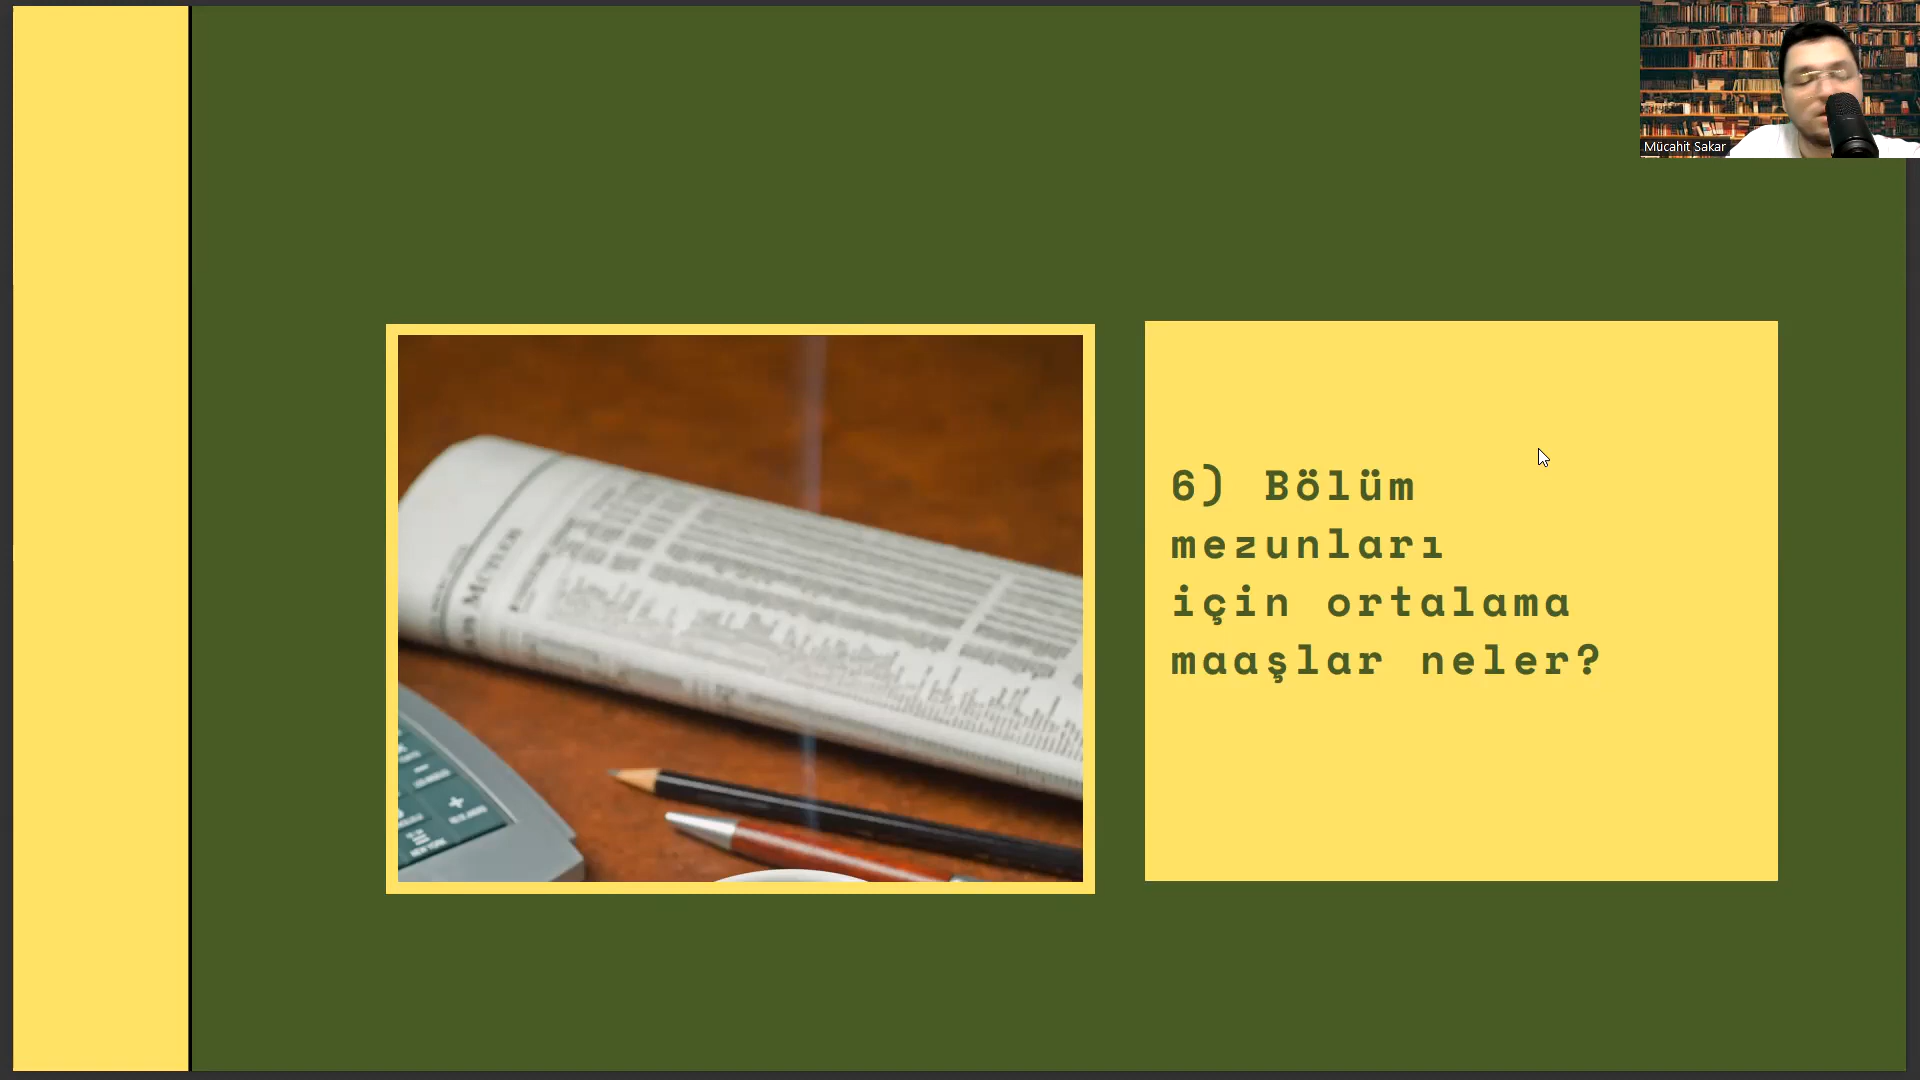 Mücahit Sakar
6) Bölüm
mezunları
için ortalama
maaşlar neler?